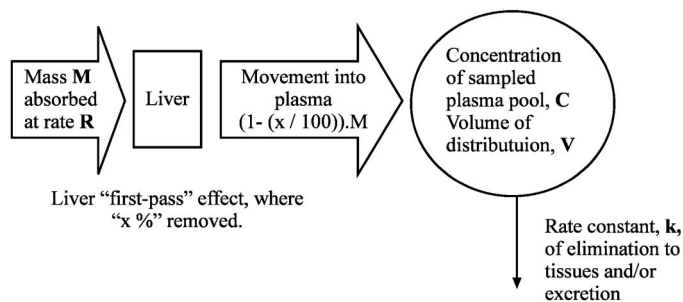 Mass M
absorbed
at rate R
Liver
Movement into
plasma
(1- (x / 100)).M
Concentration
of sampled
plasma pool, C
Volume of
distributuion, V
Liver “first-pass” effect, where
“x %” removed.
Rate constant, k,
of elimination to
tissues and/or
excretion